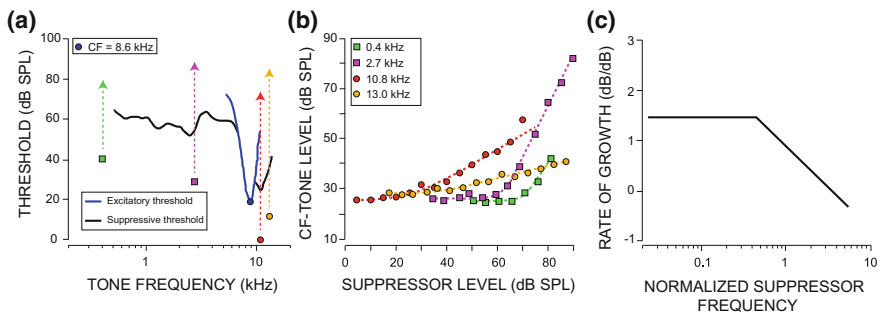 (a)
CF = 8.6 kHz
THRESHOLD (dB SPL)
100
80
60
40
20
0
Excitatory threshold
Suppressive threshold
1
10
TONE FREQUENCY (kHz)
(b)
0.4 kHz
2.7 kHz
10.8 kHz
13.0 kHz
CF-TONE LEVEL (dB SPL)
90
70
50
30
10
0
20
40
60
80
SUPPRESSOR LEVEL (dB SPL)
(c)
RATE OF GROWTH (dB/dB)
3
2
1
0
-1
0.1
1
10
NORMALIZED SUPPRESSOR
FREQUENCY